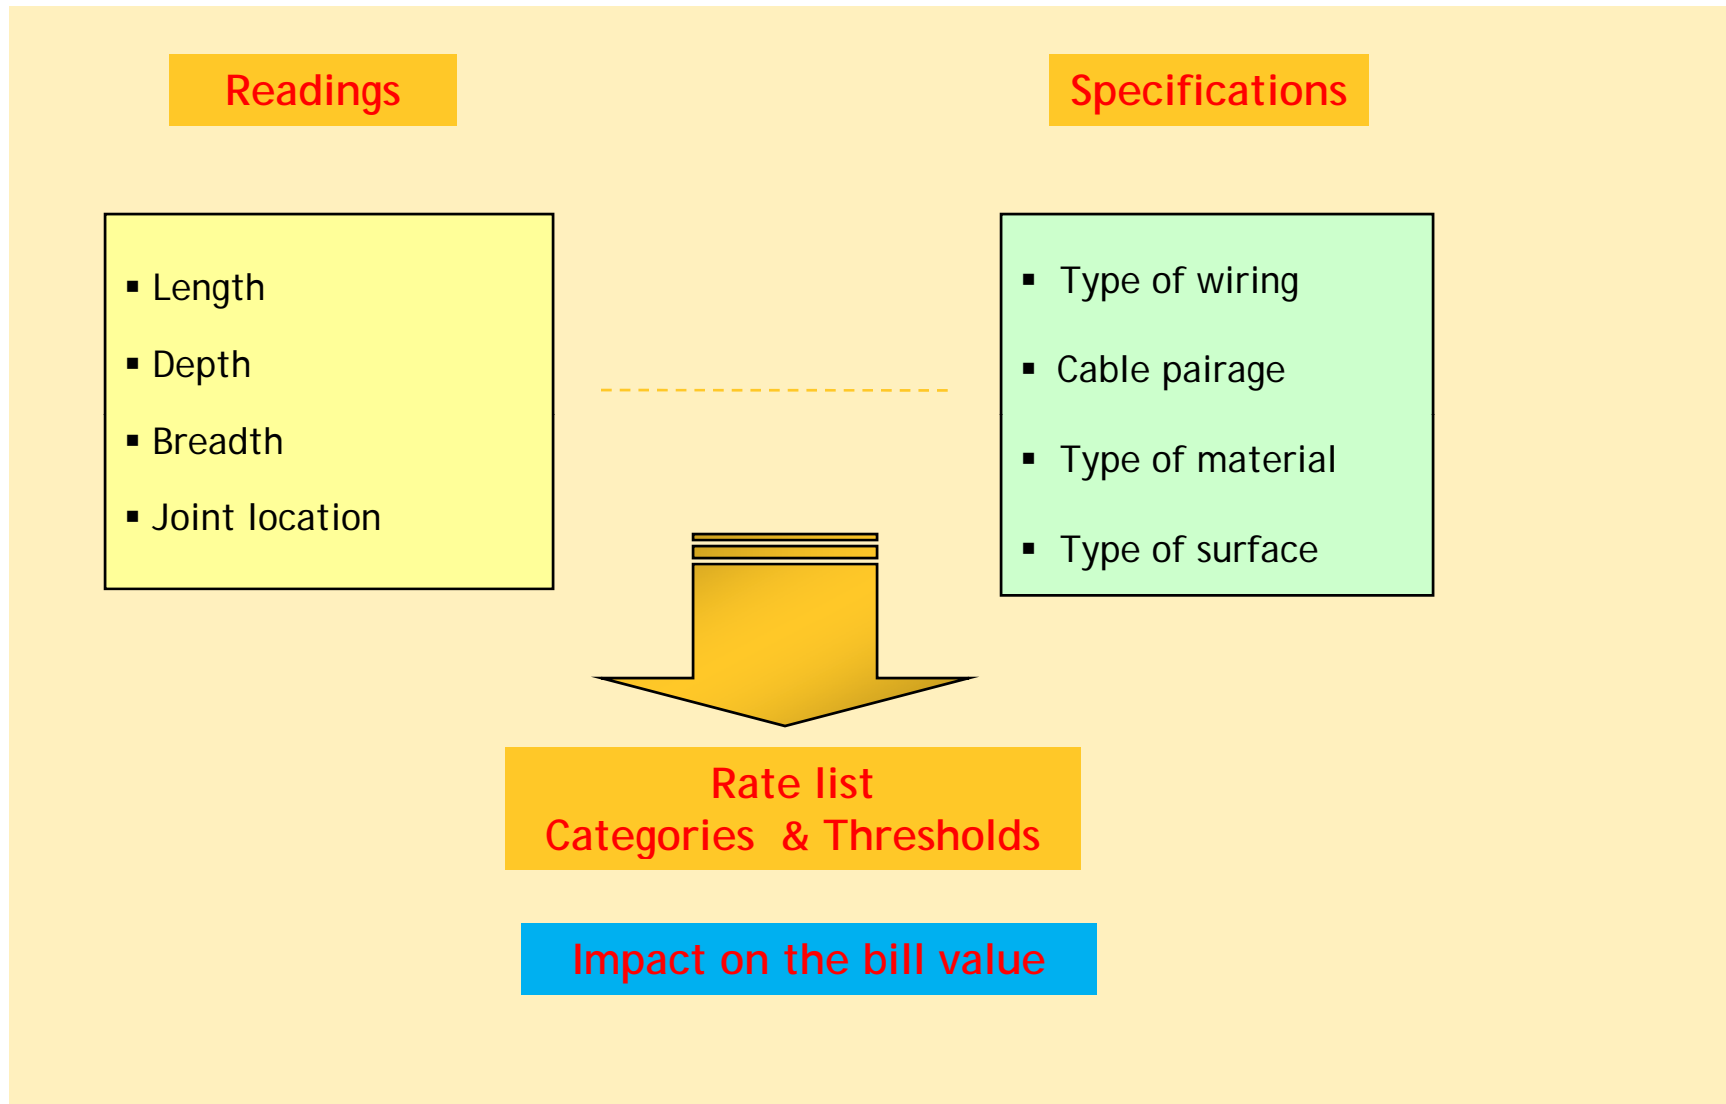 Readings
Specifications
▪ Length
▪ Depth
▪ Breadth
▪ Joint location
▪ Type of wiring
▪ Cable pairage
▪ Type of material
▪ Type of surface
Rate list
Categories & Thresholds
Impact on the bill value